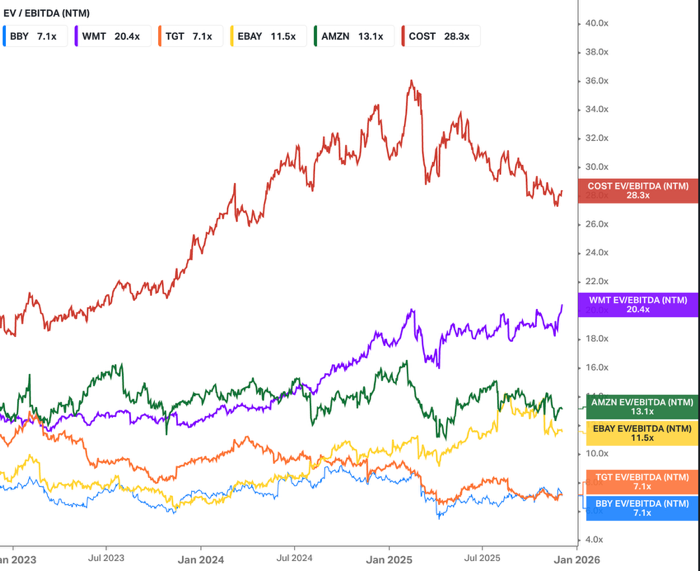 EV / EBITDA (NTM)
BBY 7.1x WMT 20.4x TGT 7.1x EBAY 11.5x AMZN 13.1x COST 28.3x
40.0x
38.0x
36.0x
34.0x
32.0x
30.0x
COST EV/EBITDA (NTM)
28.3x
26.0x
24.0x
22.0x
WMT EV/EBITDA (NTM)
20.4x
18.0x
16.0x
AMZN EV/EBITDA (NTM)
13.1x
EBAY EV/EBITDA (NTM)
11.5x
10.0x
TGT EV/EBITDA (NTM)
7.1x
BBY EV/EBITDA (NTM)
7.1x
4.0x
an 2023 Jul 2023 Jan 2024 Jul 2024 Jan 2025 Jul 2025 Jan 2026